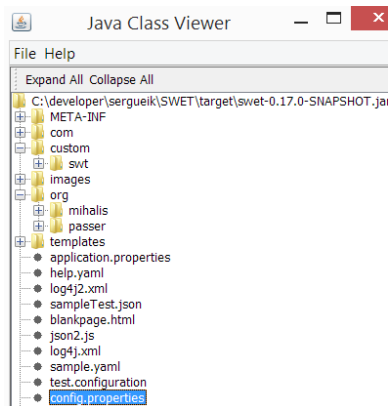 Java Class Viewer
File Help
Expand All Collapse All
C:\developer\sergueik\SWET\target\swet-0.17.0-SNAPSHOT.jar
META-INF
com
custom
swt
images
org
mihalis
passer
templates
application.properties
help.yaml
log4j2.xml
sampleTest.json
blankpage.html
json2.js
log4j.xml
sample.yaml
test.configuration
config.properties